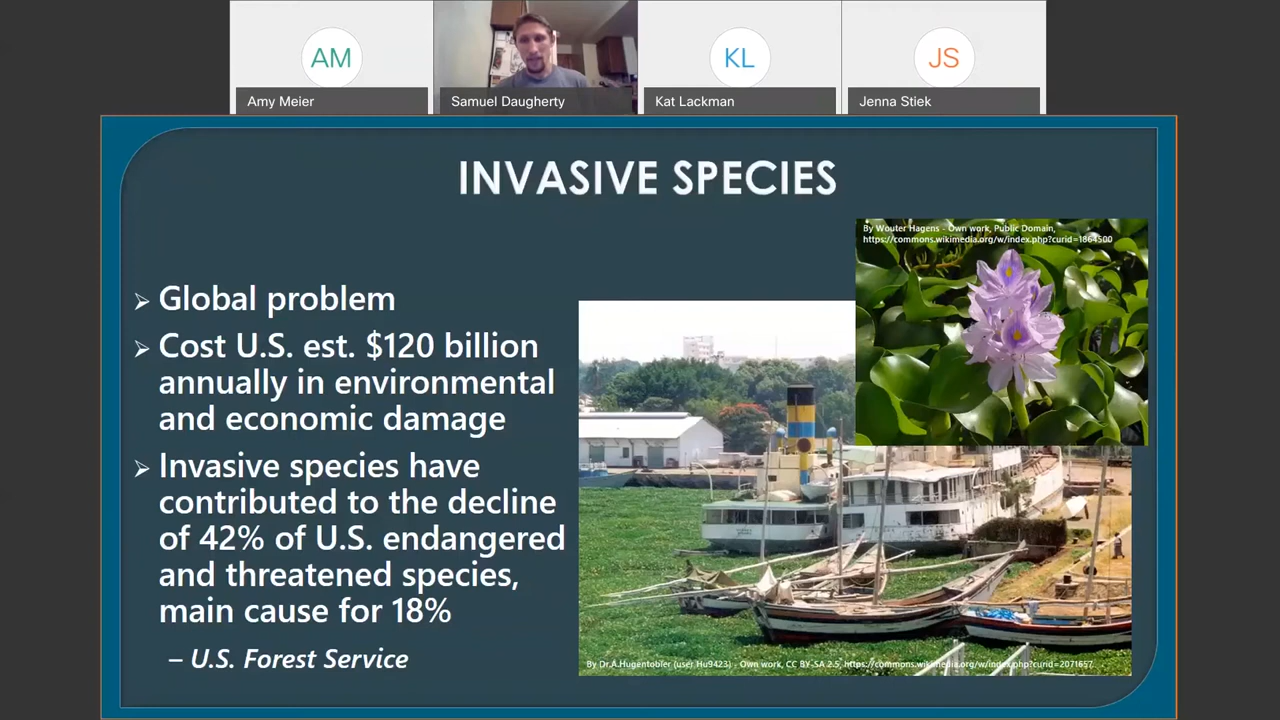 AM
Amy Meier
Samuel Daugherty
KL
Kat Lackman
JS
Jenna Stiek
INVASIVE SPECIES
➢ Global problem
➢ Cost U.S. est. $120 billion
annually in environmental
and economic damage
➢ Invasive species have
contributed to the decline
of 42% of U.S. endangered
and threatened species,
main cause for 18%
– U.S. Forest Service
By Wouter Hagens - Own work, Public Domain,
https://commons.wikimedia.org/w/index.php?curid=1864500
By Dr.A.Hugentobler (user.Hu9423) - Own work, CC BY-SA 2.5, https://commons.wikimedia.org/w/index.php?curid=2071657